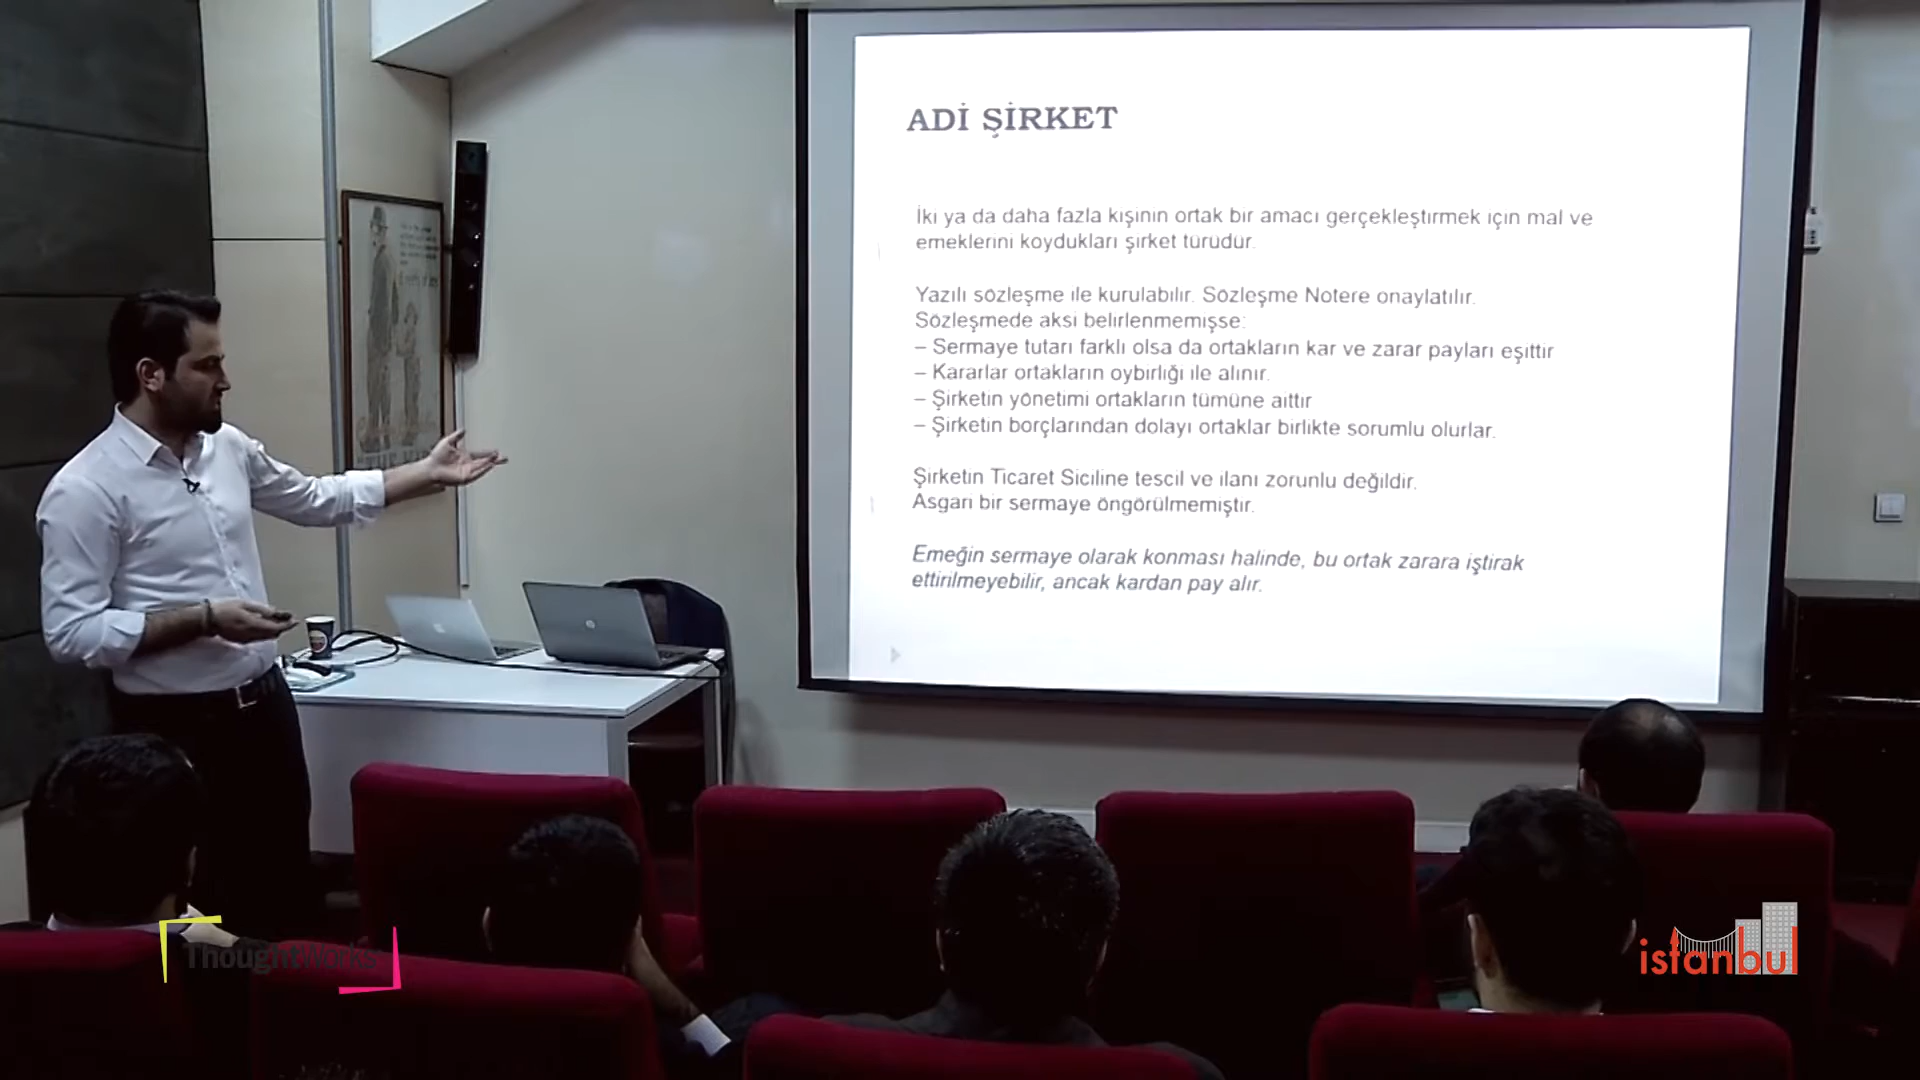 ADİ ŞİRKET
İki ya da daha fazla kişinin ortak bir amacı gerçekleştirmek için mal ve
emeklerini koydukları şirket türüdür.
Yazılı sözleşme ile kurulabilir. Sözleşme Notere onaylatılır.
Sözleşmede aksi belirlenmemişse:
– Sermaye tutarı farklı olsa da ortakların kar ve zarar payları eşittir
– Kararlar ortakların oybirliği ile alınır.
– Şirketin yönetimi ortakların tümüne aittir
– Şirketin borçlarından dolayı ortaklar birlikte sorumlu olurlar.
Şirketin Ticaret Siciline tescil ve ilanı zorunlu değildir.
Asgari bir sermaye öngörülmemiştir.
Emeğin sermaye olarak konması halinde, bu ortak zarara iştirak
ettirilmeyebilir, ancak kardan pay alır.
hp
ThoughtWorks
istanbul